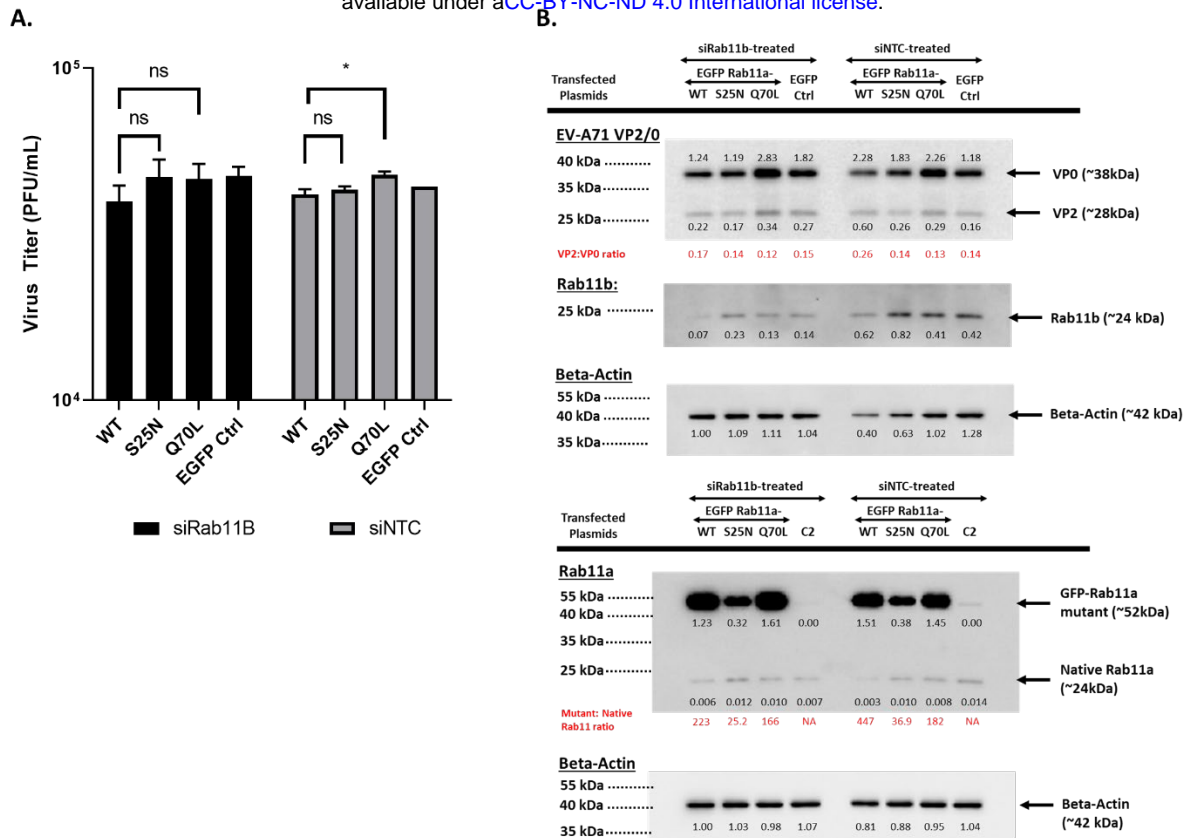 available under aCC-BY-NC-ND 4.0 International license.
A.
10^5
ns
ns
*
ns
Virus Titer (PFU/mL)
10^4
WT
S25N
Q70L
EGFP Ctrl
WT
S25N
Q70L
EGFP Ctrl
siRab11B
siNTC
B.
siRab11b-treated siNTC-treated
Transfected Plasmids
EGFP Rab11a- EGFP Ctrl EGFP Rab11a- EGFP Ctrl
WT S25N Q70L WT S25N Q70L
EV-A71 VP2/0
40 kDa
1.24 1.19 2.83 1.82 2.28 1.83 2.26 1.18
VP0 (~38kDa)
35 kDa
25 kDa
VP2 (~28kDa)
0.22 0.17 0.34 0.27 0.60 0.26 0.29 0.16
VP2:VP0 ratio 0.17 0.14 0.12 0.15 0.26 0.14 0.13 0.14
Rab11b:
25 kDa
Rab11b (~24 kDa)
0.07 0.23 0.13 0.14 0.62 0.82 0.41 0.42
Beta-Actin
55 kDa
40 kDa
Beta-Actin (~42 kDa)
1.00 1.09 1.11 1.04 0.40 0.63 1.02 1.28
35 kDa
siRab11b-treated siNTC-treated
Transfected Plasmids
EGFP Rab11a- EGFP Rab11a-
WT S25N Q70L C2 WT S25N Q70L C2
Rab11a
55 kDa
40 kDa
GFP-Rab11a
mutant (~52kDa)
1.23 0.32 1.61 0.00 1.51 0.38 1.45 0.00
35 kDa
25 kDa
Native Rab11a
(~24kDa)
0.006 0.012 0.010 0.007 0.003 0.010 0.008 0.014
Mutant: Native
Rab11 ratio
223 25.2 166 NA 447 36.9 182 NA
Beta-Actin
55 kDa
40 kDa
Beta-Actin
(~42 kDa)
35 kDa
1.00 1.03 0.98 1.07 0.81 0.88 0.95 1.04